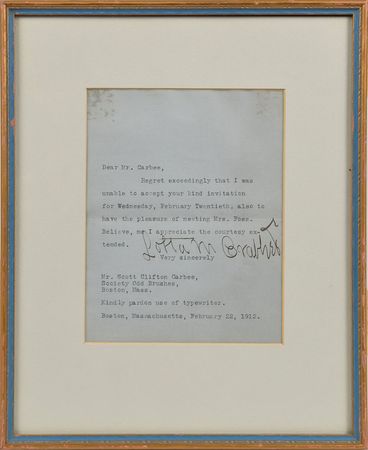 Dear Mr. Carbee,
Regret exceedingly that I was
unable to accept your kind invitation
for Wednesday, February Twentieth, also to
have the pleasure of meeting Mrs. Foss.
Believe, me I appreciate the courtesy ex-
tended.
Lotta M Crabtree
Very sincerely
Mr. Scott Clifton Carbee,
Society Odd Brushes,
Boston, Mass.
Kindly pardon use of typewriter.
Boston, Massachusetts, February 22, 1912.